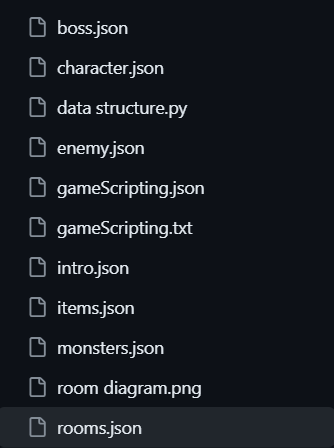 boss.json
character.json
data structure.py
enemy.json
gameScripting.json
gameScripting.txt
intro.json
items.json
monsters.json
room diagram.png
rooms.json